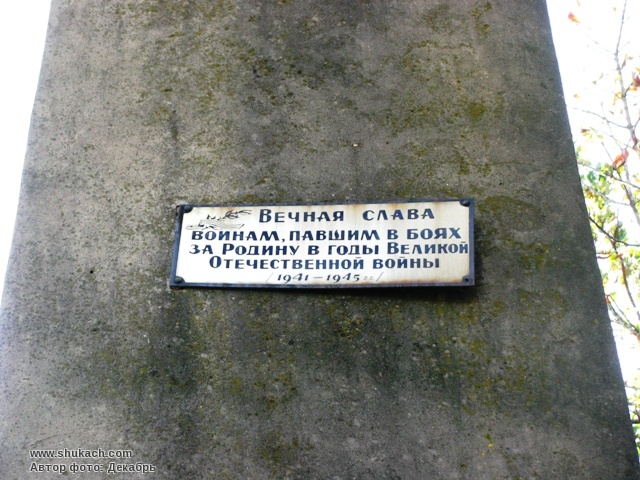 Вечная слава
воинам, павшим в боях
за Родину в годы Великой
Отечественной войны
/1941-1945 гг/
www.shukach.com
Автор фото: Декабрь